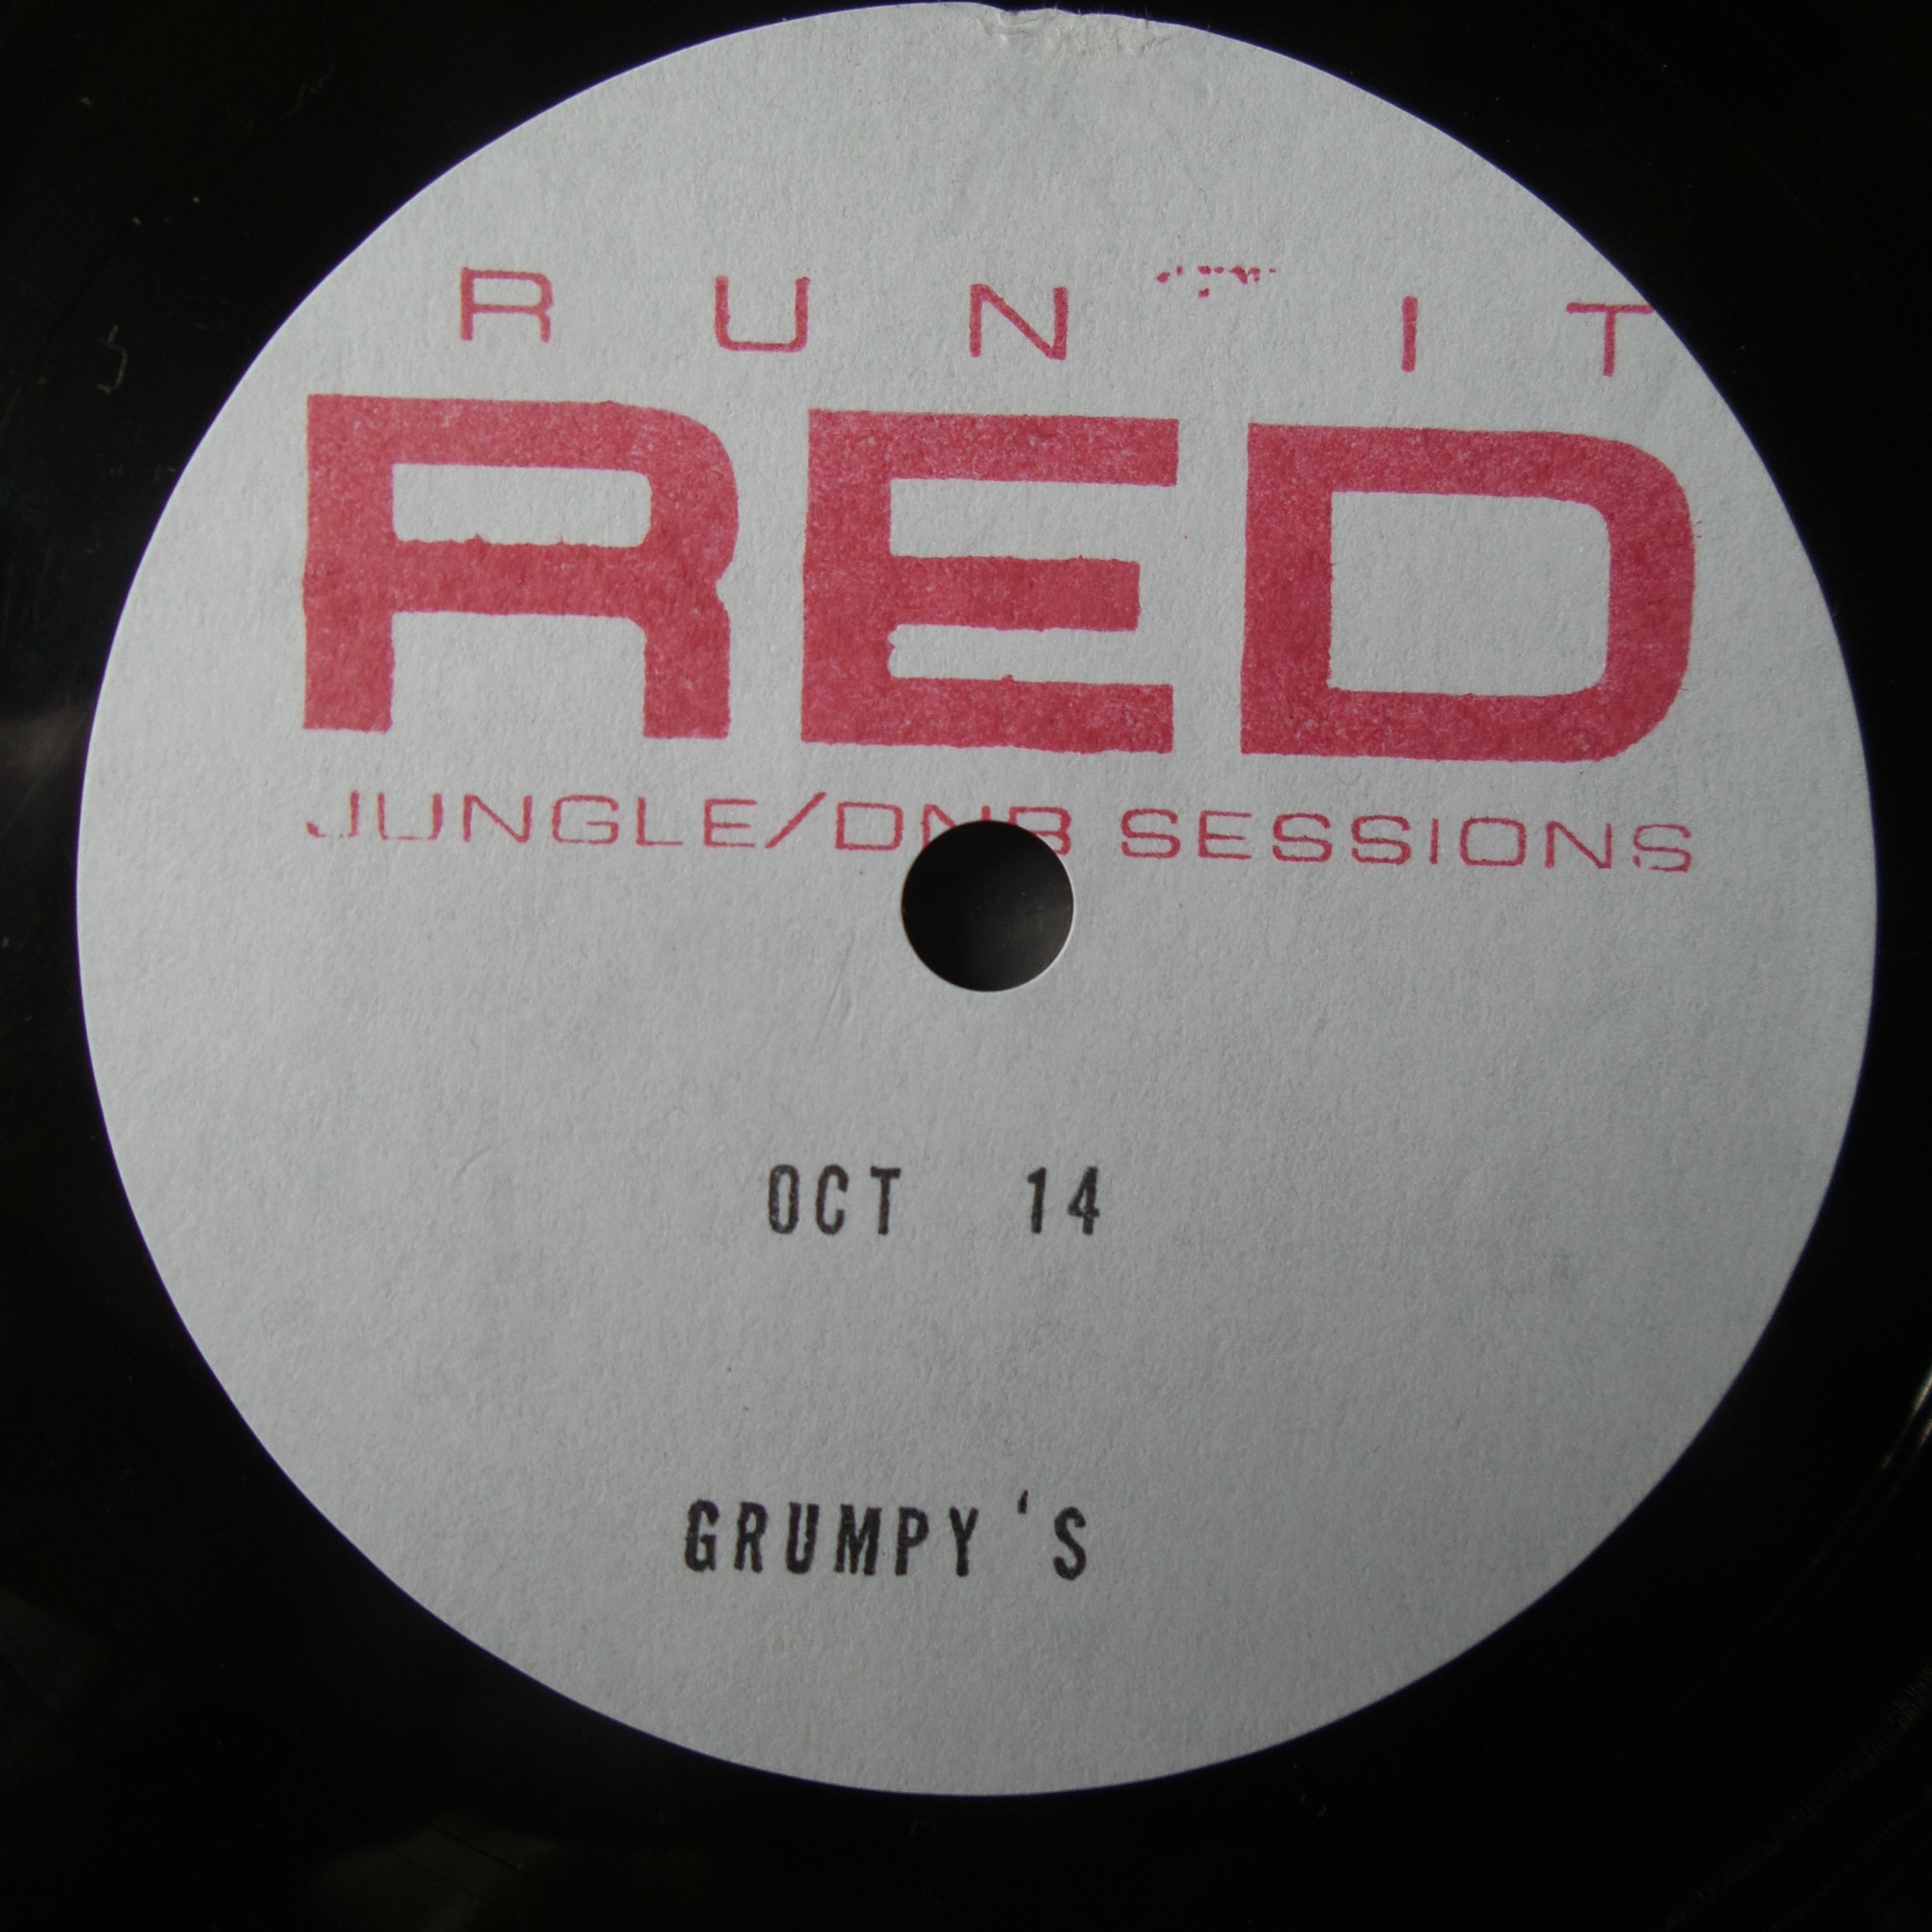 RUN IT
RED
JUNGLE/DNB SESSIONS
OCT 14
GRUMPY'S